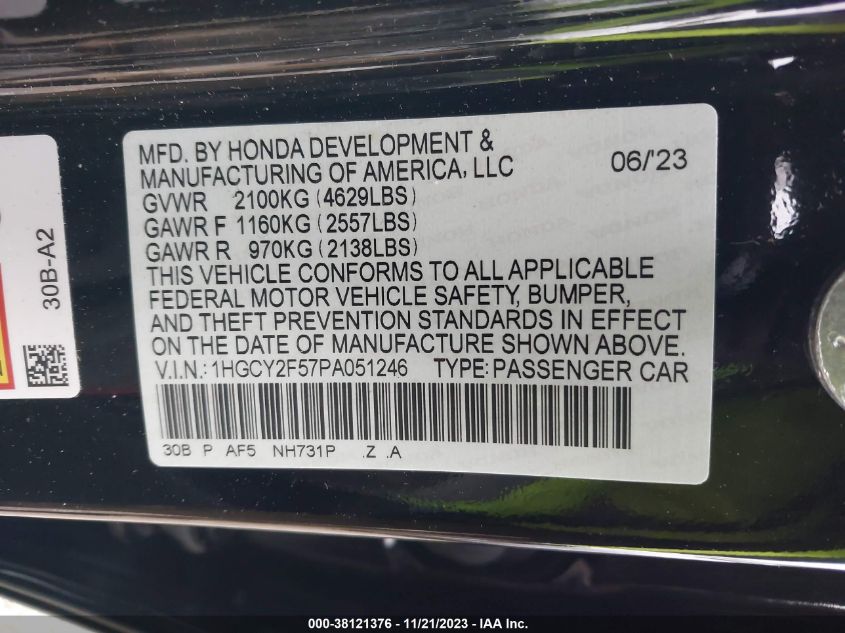 MFD. BY HONDA DEVELOPMENT &
MANUFACTURING OF AMERICA, LLC 06/'23
GVWR 2100KG (4629LBS)
GAWR F 1160KG (2557LBS)
GAWR R 970KG (2138LBS)
THIS VEHICLE CONFORMS TO ALL APPLICABLE
FEDERAL MOTOR VEHICLE SAFETY, BUMPER,
AND THEFT PREVENTION STANDARDS IN EFFECT
ON THE DATE OF MANUFACTURE SHOWN ABOVE.
V.I.N.: 1HGCY2F57PA051246 TYPE: PASSENGER CAR
30B P AF5 NH731P .Z .A
30B-A2
000-38121376 - 11/21/2023 - IAA Inc.